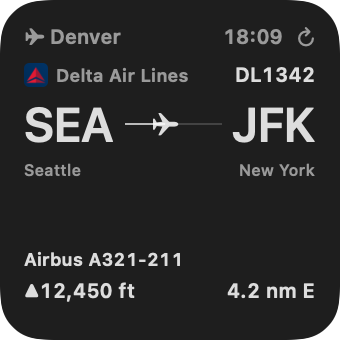 Denver 18:09
Delta Air Lines DL1342
SEA JFK
Seattle New York
Airbus A321-211
▲12,450 ft 4.2 nm E